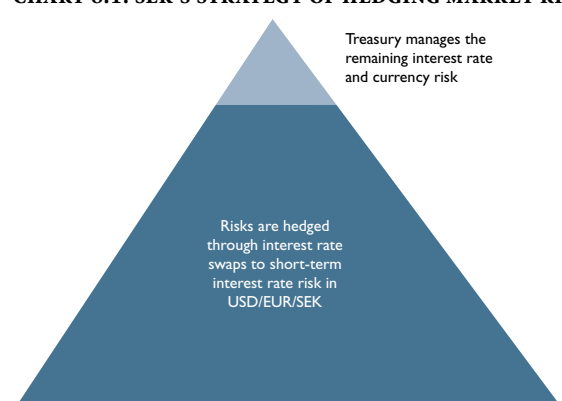 Treasury manages the
remaining interest rate
and currency risk
Risks are hedged
through interest rate
swaps to short-term
interest rate risk in
USD/EUR/SEK